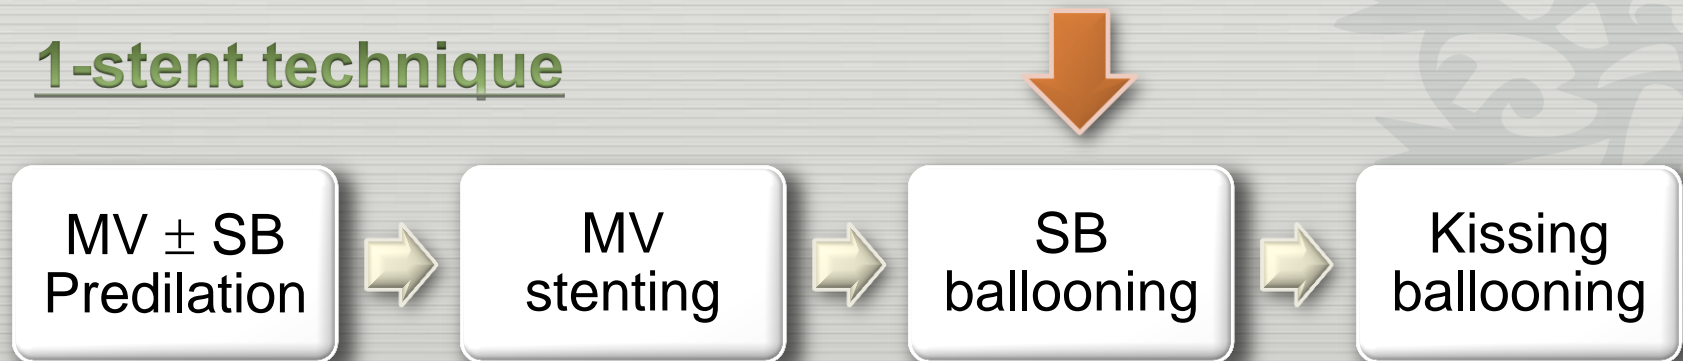 1-stent technique
MV ± SB
Predilation
MV
stenting
SB
ballooning
Kissing
ballooning